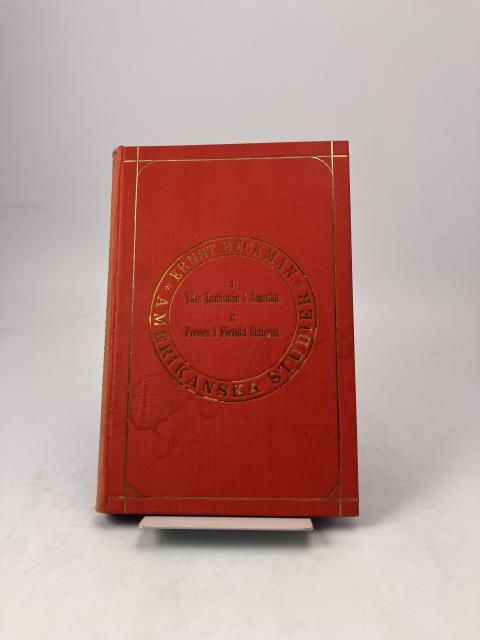 * ERNST BECKMAN *
AMERIKANSKA STUDIER
I.
Våra Landsmän i Amerika.
II.
Pressen i Förenta Staterna.